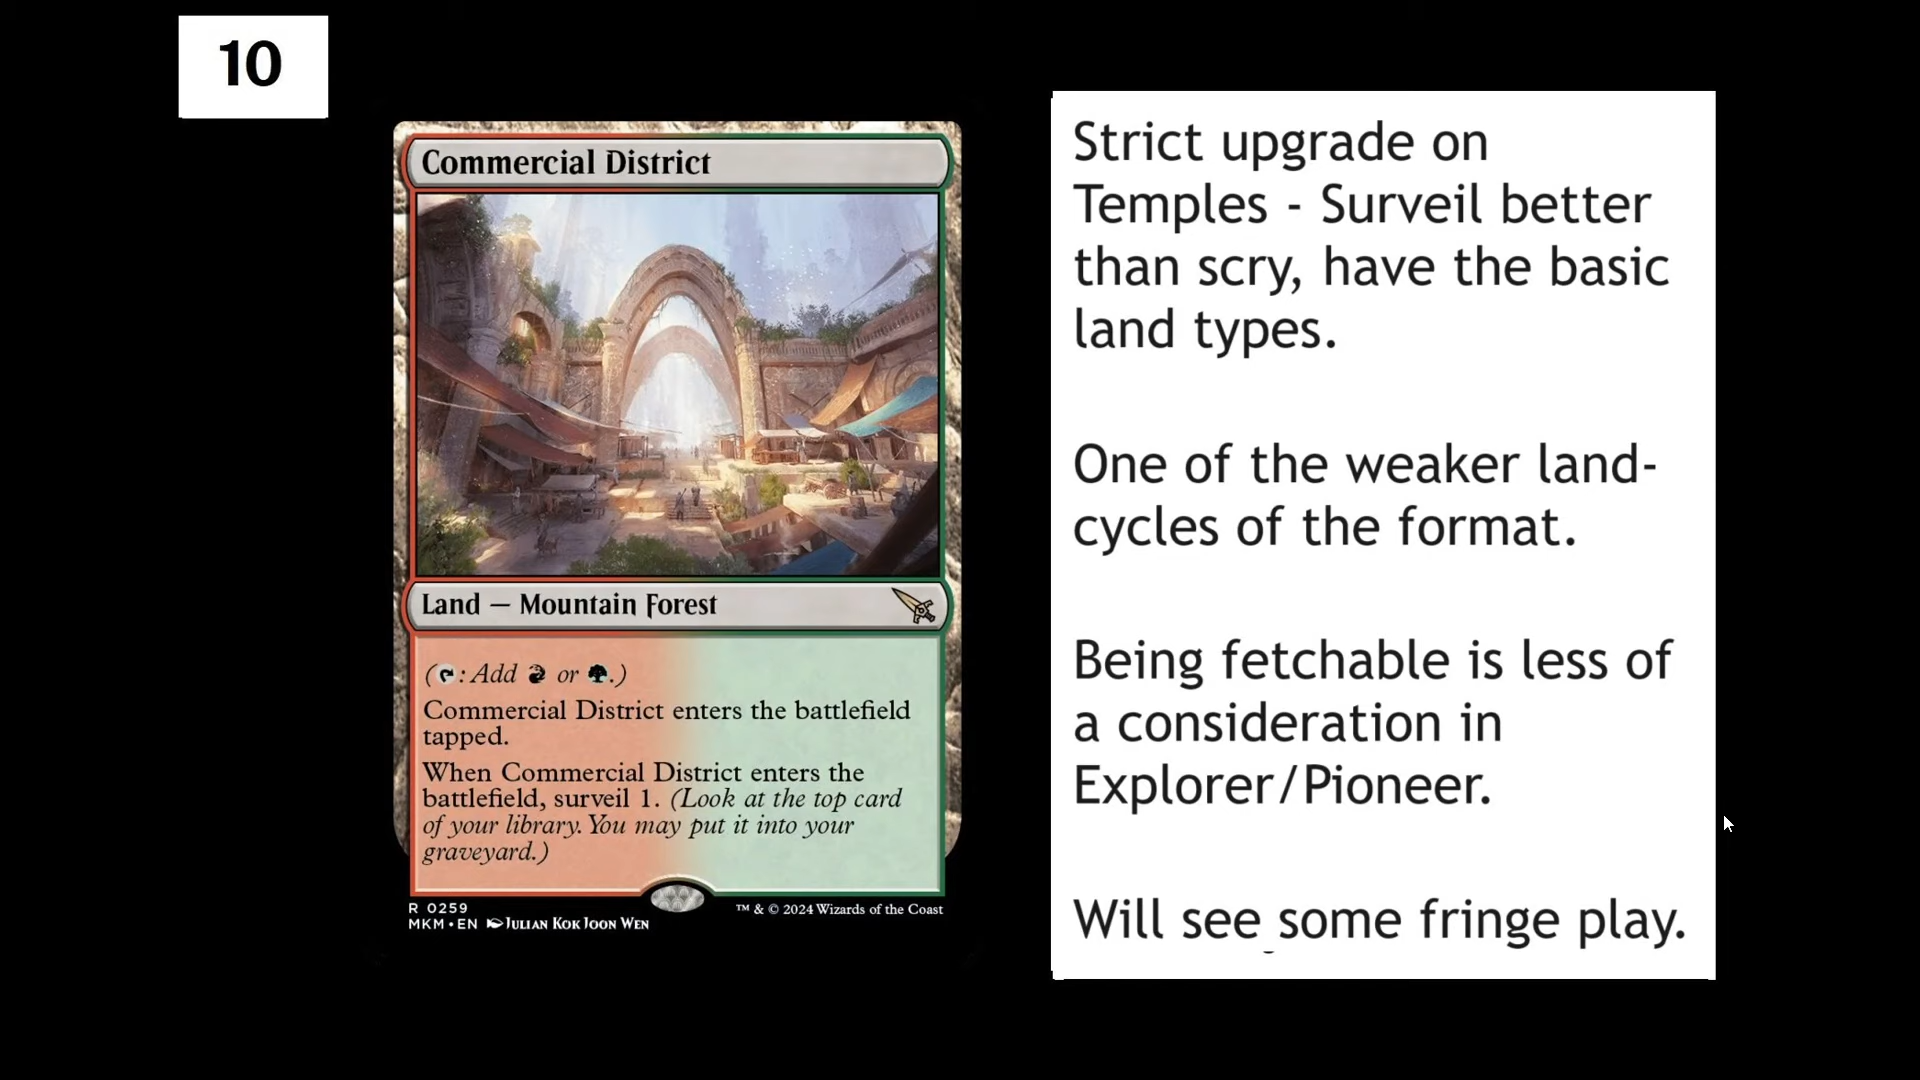 10
Commercial District
Land — Mountain Forest
(: Add or .)
Commercial District enters the battlefield
tapped.
When Commercial District enters the
battlefield, surveil 1. (Look at the top card
of your library. You may put it into your
graveyard.)
R 0259
MKM • EN Julian Kok Joon Wen
™ & © 2024 Wizards of the Coast
Strict upgrade on
Temples - Surveil better
than scry, have the basic
land types.
One of the weaker land-
cycles of the format.
Being fetchable is less of
a consideration in
Explorer/Pioneer.
Will see some fringe play.